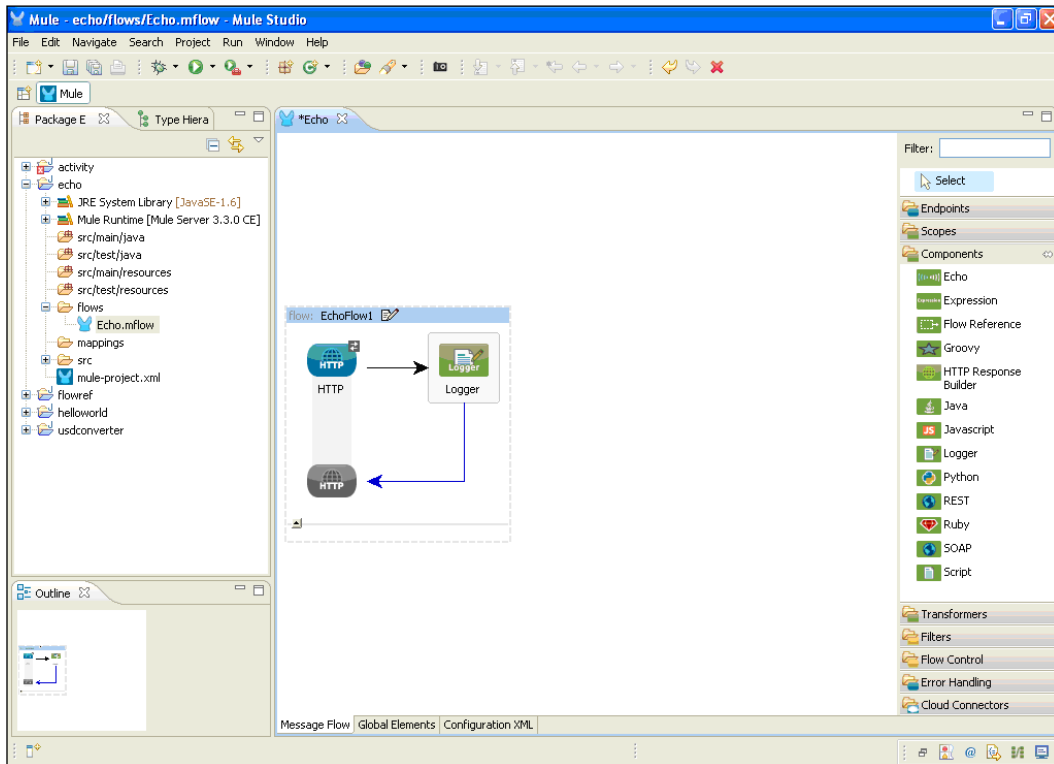 Mule - echo/flows/Echo.mflow - Mule Studio
File Edit Navigate Search Project Run Window Help
Mule
Package E
Type Hiera
activity
echo
JRE System Library [JavaSE-1.6]
Mule Runtime [Mule Server 3.3.0 CE]
src/main/java
src/test/java
src/main/resources
src/test/resources
flows
Echo.mflow
mappings
src
mule-project.xml
flowref
helloworld
usdconverter
Outline
*Echo
flow: EchoFlow1
HTTP
HTTP
Logger
Logger
HTTP
Message Flow Global Elements Configuration XML
Filter:
Select
Endpoints
Scopes
Components
Echo
Expression
Flow Reference
Groovy
HTTP Response
Builder
Java
JS Javascript
Logger
Python
REST
Ruby
SOAP
Script
Transformers
Filters
Flow Control
Error Handling
Cloud Connectors